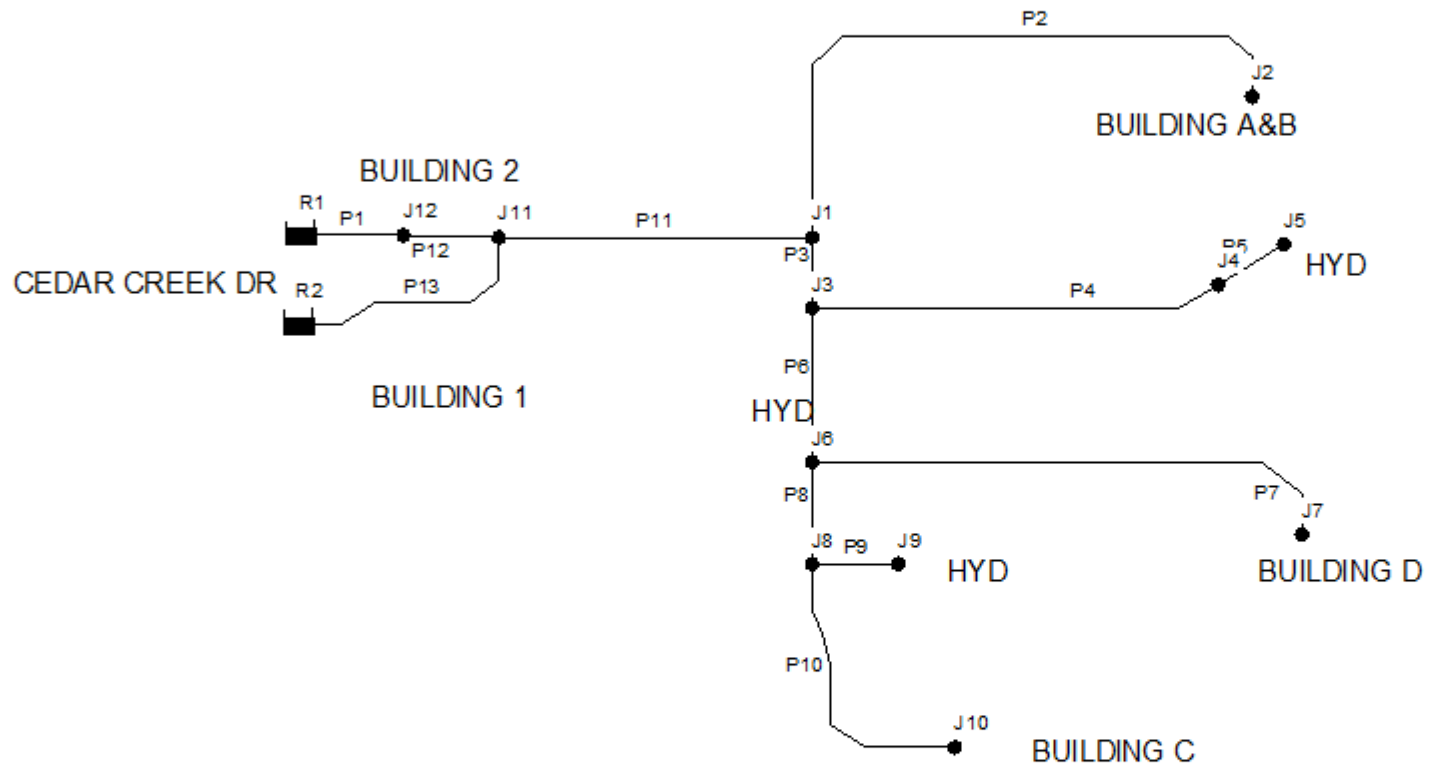 P2
J2
BUILDING A&B
BUILDING 2
R1
P1
J12
J11
P11
J1
P12
P3
J5
P5
HYD
J4
CEDAR CREEK DR
R2
P13
J3
P4
BUILDING 1
P6
HYD
J6
P8
P7
J7
J8
P9
J9
HYD
BUILDING D
P10
J10
BUILDING C